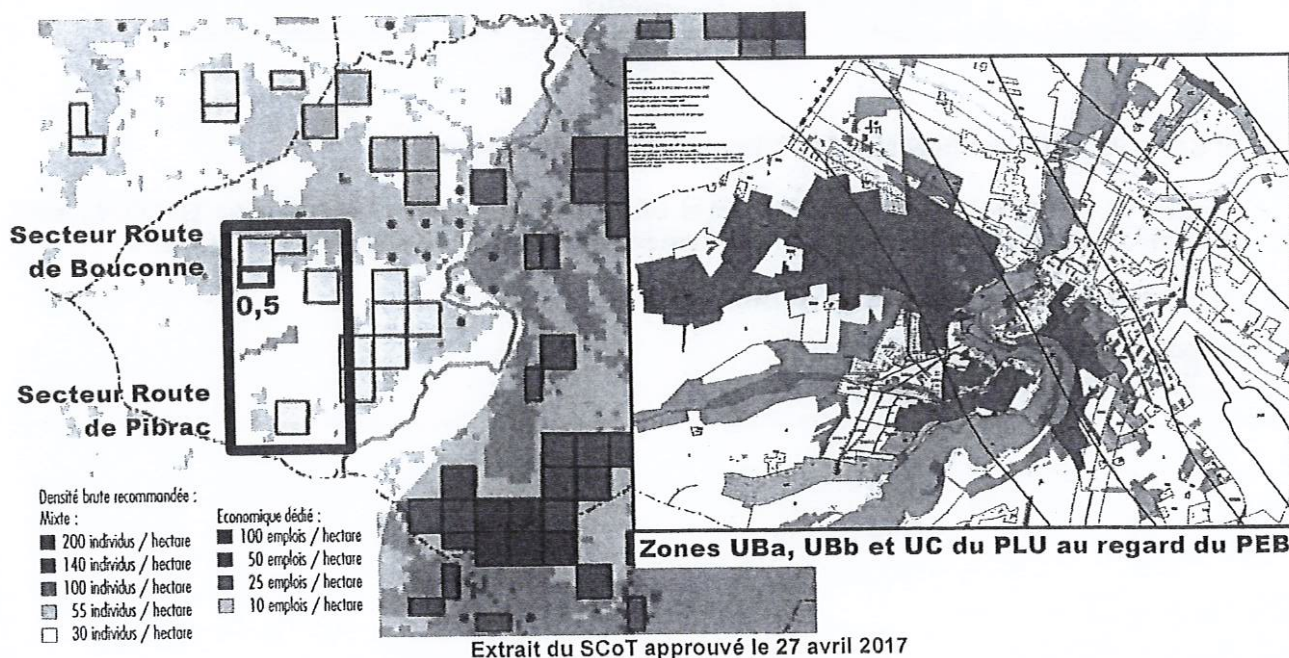 Secteur Route
de Bouconne
0,5
Secteur Route
de Pibrac
Densité brute recommandée :
Mixte :
200 individus / hectare
140 individus / hectare
100 individus / hectare
55 individus / hectare
30 individus / hectare
Economique dédié :
100 emplois / hectare
50 emplois / hectare
25 emplois / hectare
10 emplois / hectare
Zones UBa, UBb et UC du PLU au regard du PEB
Extrait du SCoT approuvé le 27 avril 2017